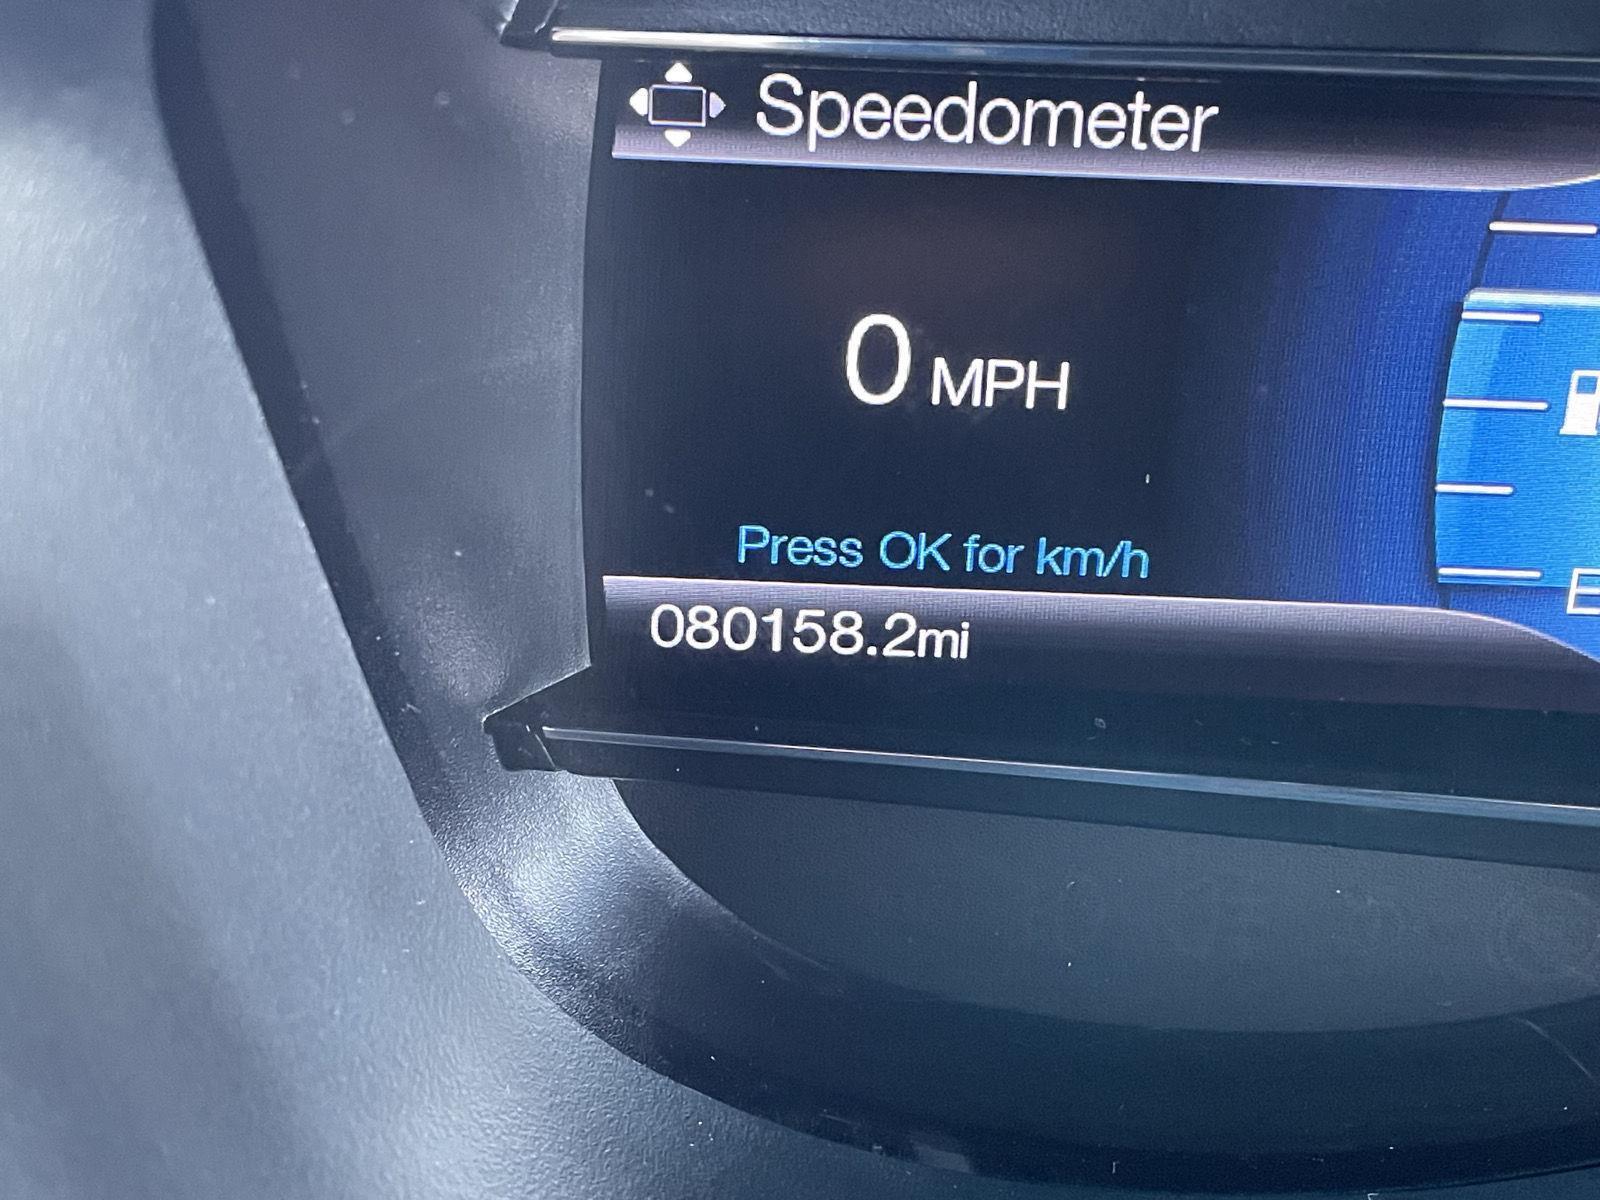 Speedometer
0 MPH
Press OK for km/h
080158.2mi